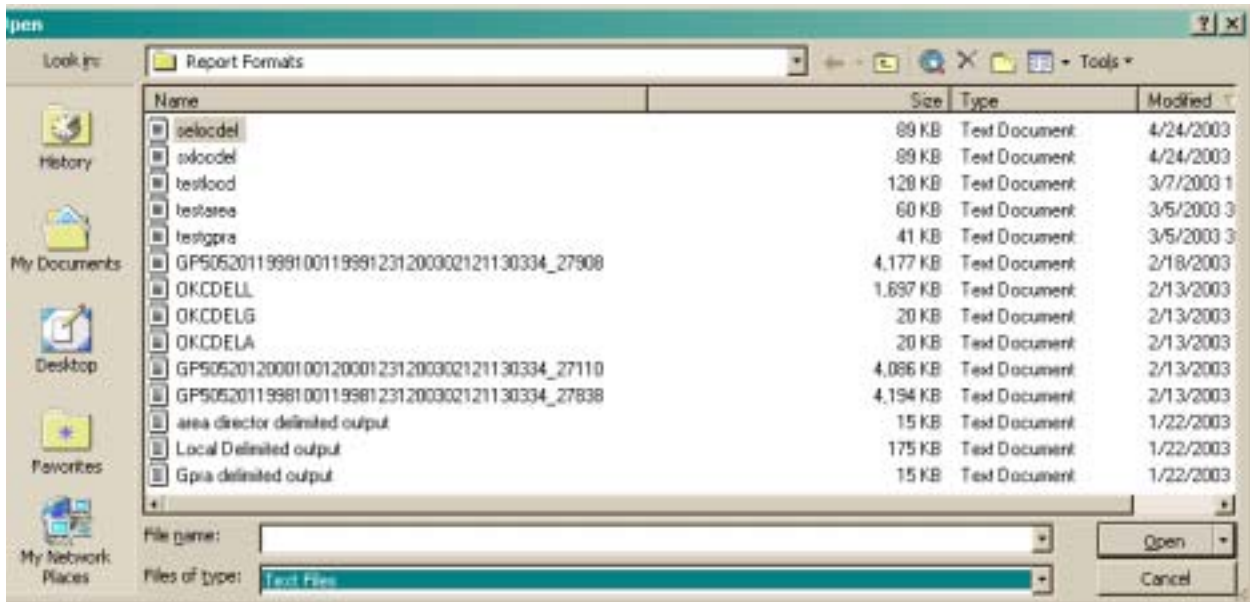 Open
Look in: Report Formats Tools
Name Size Type Modified
selocdel 89 KB Text Document 4/24/2003
sxlocdel 89 KB Text Document 4/24/2003
testlocd 128 KB Text Document 3/7/2003 1
testarea 60 KB Text Document 3/5/2003 3
testgpra 41 KB Text Document 3/5/2003 3
4,177 KB Text Document 2/18/2003
OKCDELL 1,697 KB Text Document 2/13/2003
OKCDELG 20 KB Text Document 2/13/2003
OKCDELA 20 KB Text Document 2/13/2003
4,086 KB Text Document 2/13/2003
4,194 KB Text Document 2/13/2003
area director delimited output 15 KB Text Document 1/22/2003
Local Delimited output 175 KB Text Document 1/22/2003
Gpra delimited output 15 KB Text Document 1/22/2003
History
My Documents
Desktop
Favorites
My Network
Places
File name: Open
Files of type: Text Files Cancel